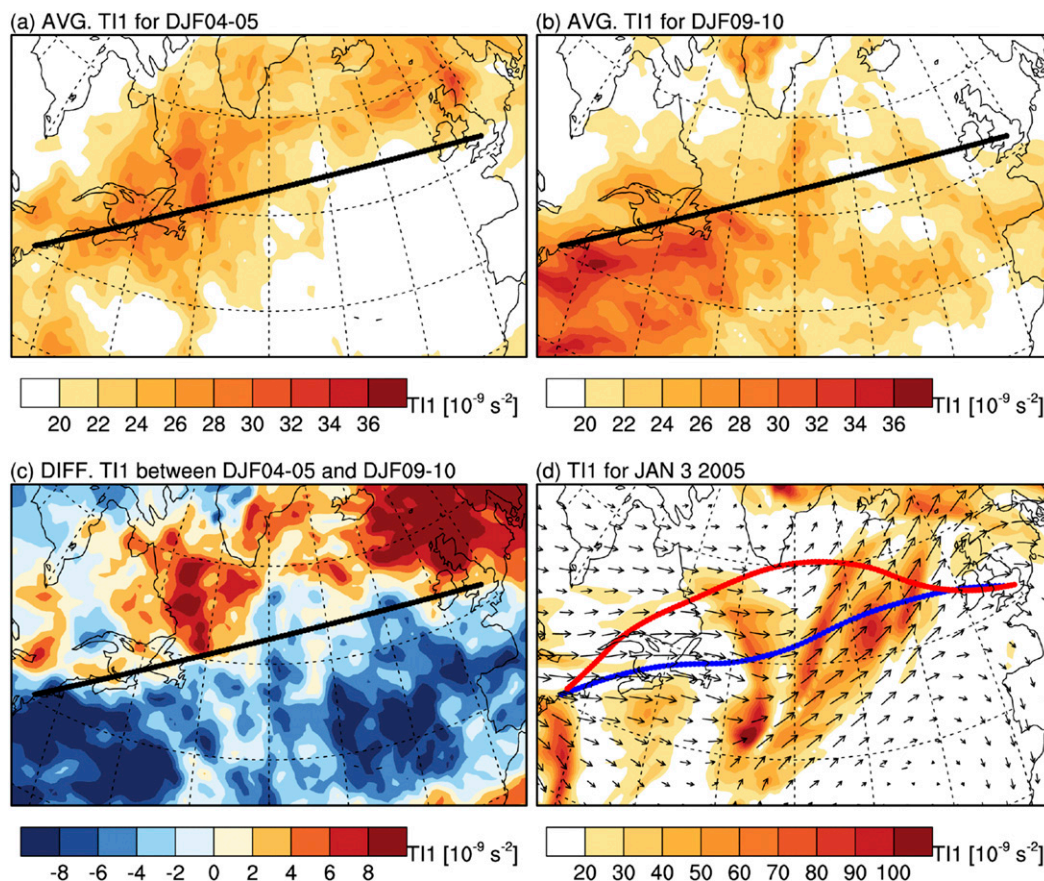 (a) AVG. TI1 for DJF04-05
(b) AVG. TI1 for DJF09-10
TI1 [10⁻⁹ s⁻²]
20 22 24 26 28 30 32 34 36
TI1 [10⁻⁹ s⁻²]
20 22 24 26 28 30 32 34 36
(c) DIFF. TI1 between DJF04-05 and DJF09-10
(d) TI1 for JAN 3 2005
TI1 [10⁻⁹ s⁻²]
-8 -6 -4 -2 0 2 4 6 8
TI1 [10⁻⁹ s⁻²]
20 30 40 50 60 70 80 90 100